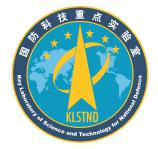 国防科技重点实验室
KLSTND
Key Laboratory of Science and Technology for National Defence